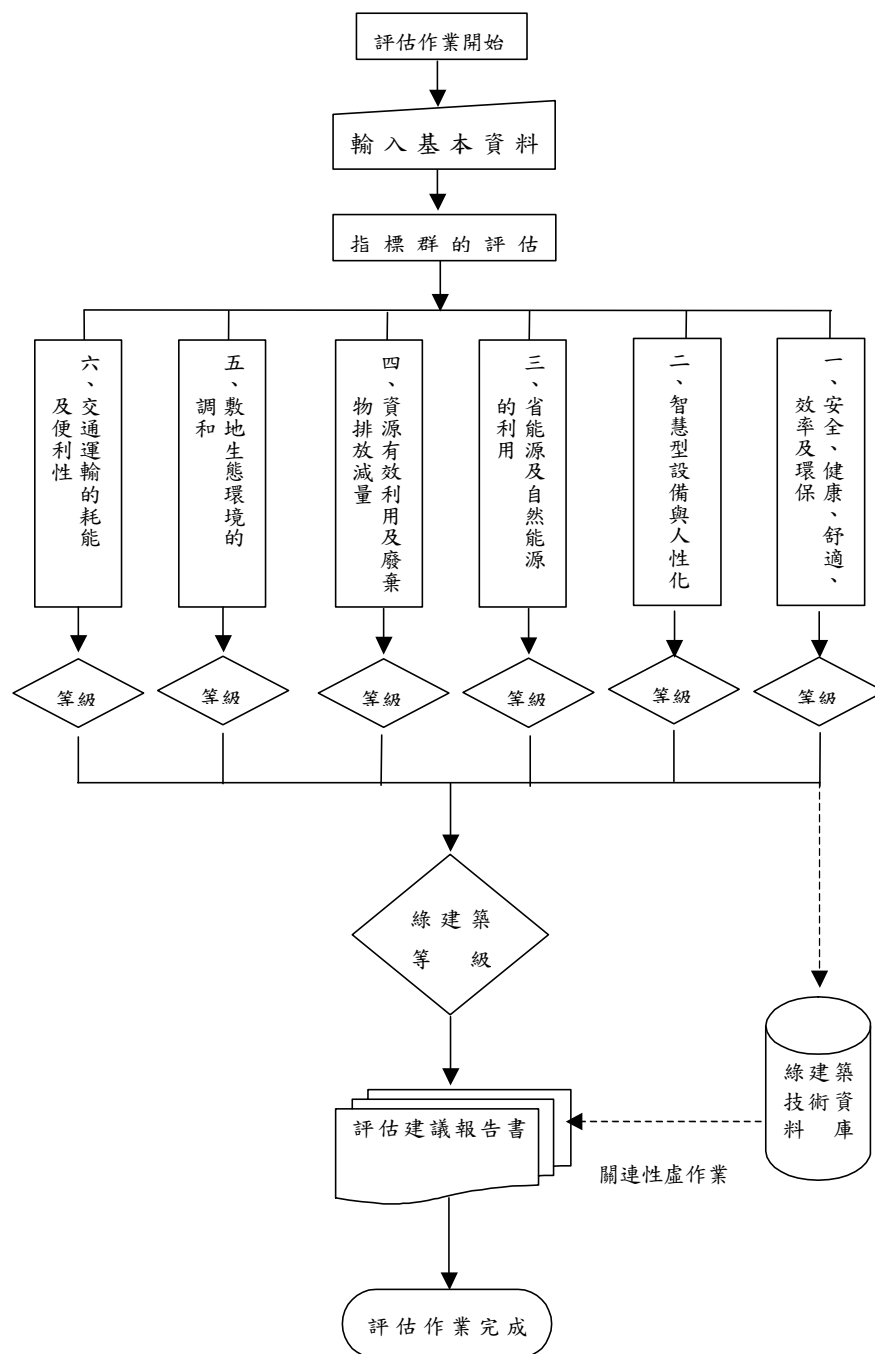 評估作業開始
輸入基本資料
指標群的評估
一、安全、健康、舒適、
效率及環保
二、智慧型設備與人性化
三、省能源及自然能源
的利用
四、資源有效利用及廢棄
物排放減量
五、敷地生態環境的
調和
六、交通運輸的耗能
及便利性
等級
等級
等級
等級
等級
等級
綠建築
等級
綠建築
技術資
料庫
評估建議報告書
關連性虛作業
評估作業完成